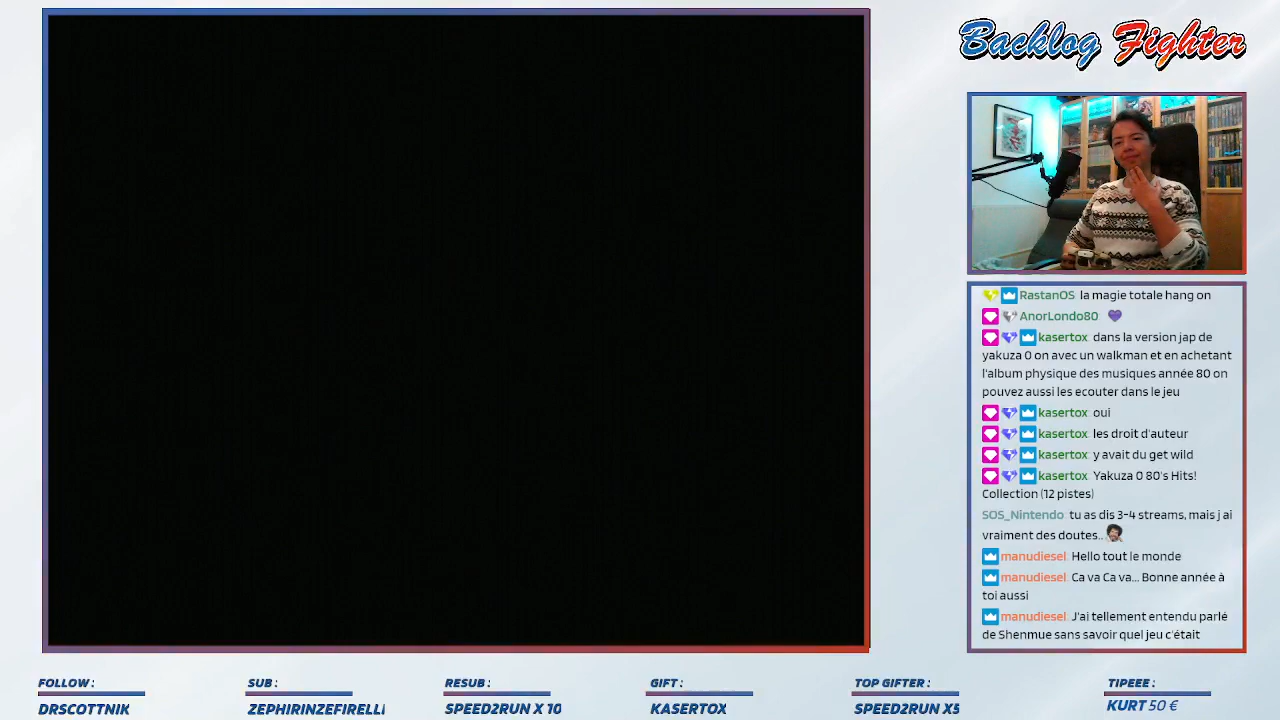 Backlog Fighter
RastanOS: la magie totale hang on
AnorLondo80:
kasertox: dans la version jap de
yakuza 0 on avec un walkman et en achetant
l'album physique des musiques année 80 on
pouvez aussi les ecouter dans le jeu
kasertox: oui
kasertox: les droit d'auteur
kasertox: y avait du get wild
kasertox: Yakuza 0 80's Hits!
Collection (12 pistes)
SOS_Nintendo: tu as dis 3-4 streams, mais j ai
vraiment des doutes..
manudiesel: Hello tout le monde
manudiesel: Ca va Ca va... Bonne année à
toi aussi
manudiesel: J'ai tellement entendu parlé
de Shenmue sans savoir quel jeu c'était
FOLLOW : SUB : RESUB : GIFT : TOP GIFTER : TIPEEE :
DRSCOTTNIK ZEPHIRINZEFIRELLI SPEED2RUN X 10 KASERTOX SPEED2RUN X5 KURT 50 €